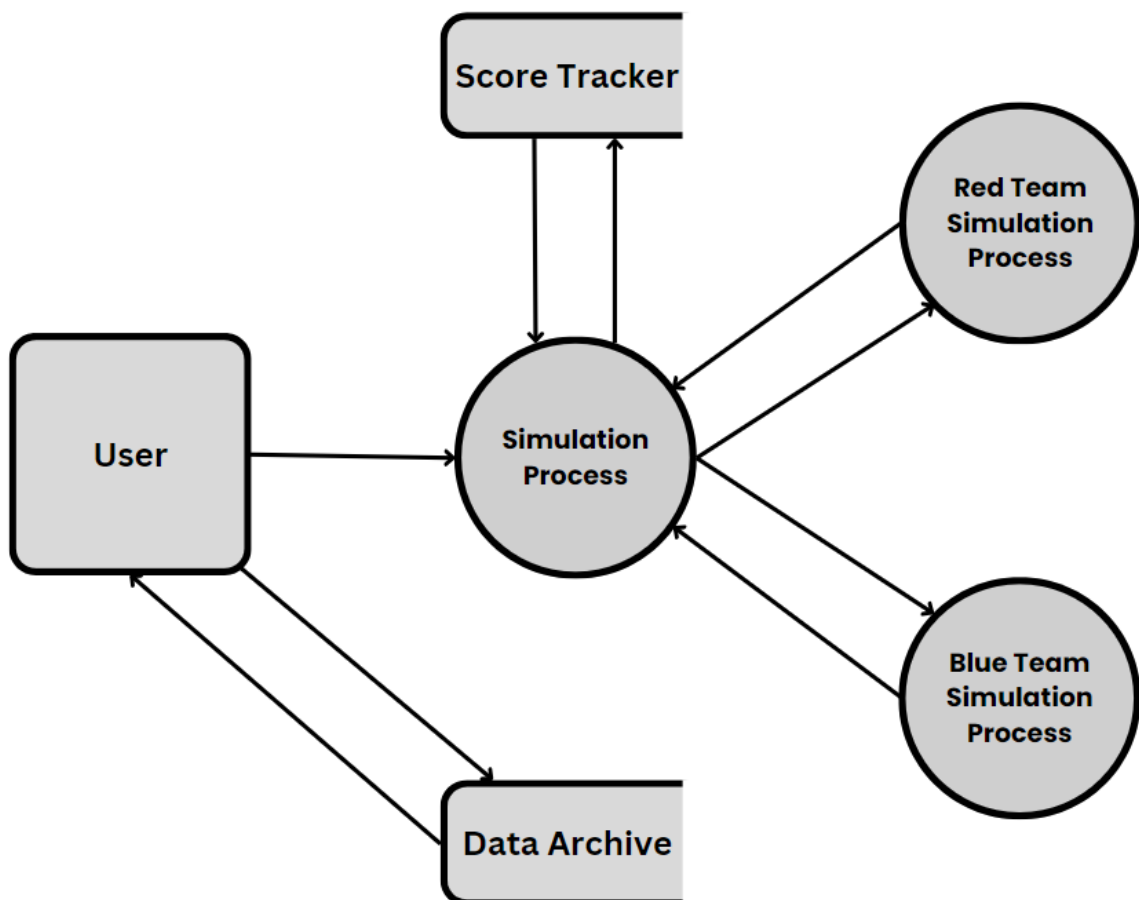 Score Tracker
Red Team
Simulation
Process
User
Simulation
Process
Blue Team
Simulation
Process
Data Archive